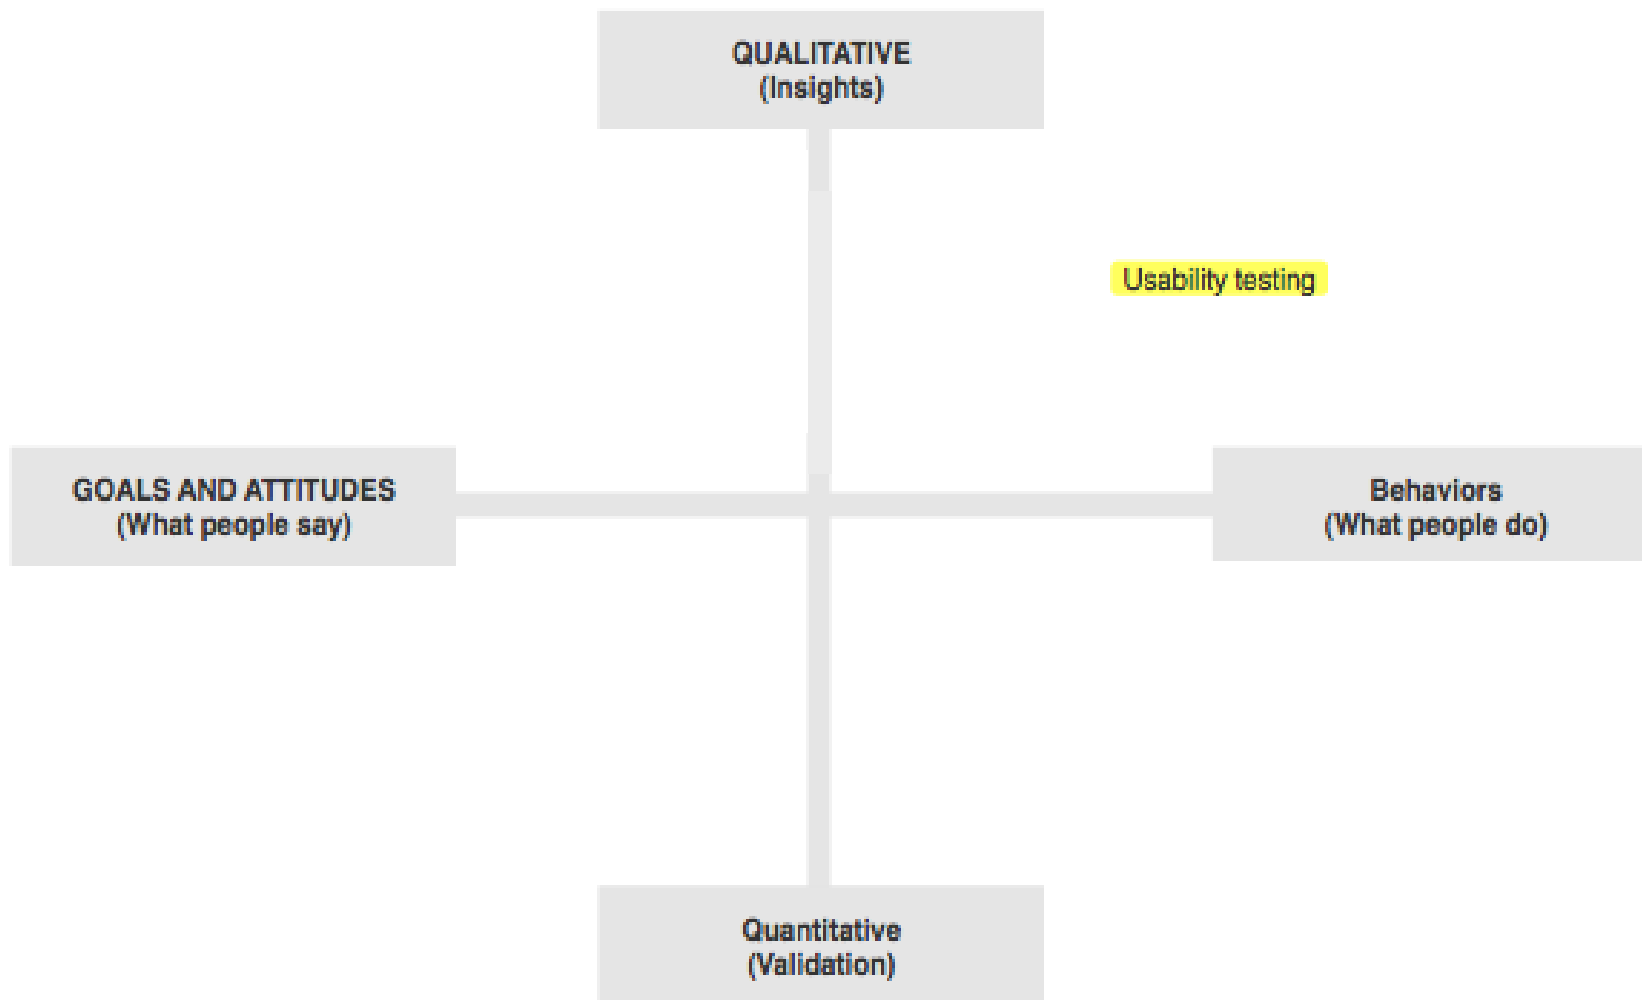 QUALITATIVE
(Insights)
Usability testing
GOALS AND ATTITUDES
(What people say)
Behaviors
(What people do)
Quantitative
(Validation)